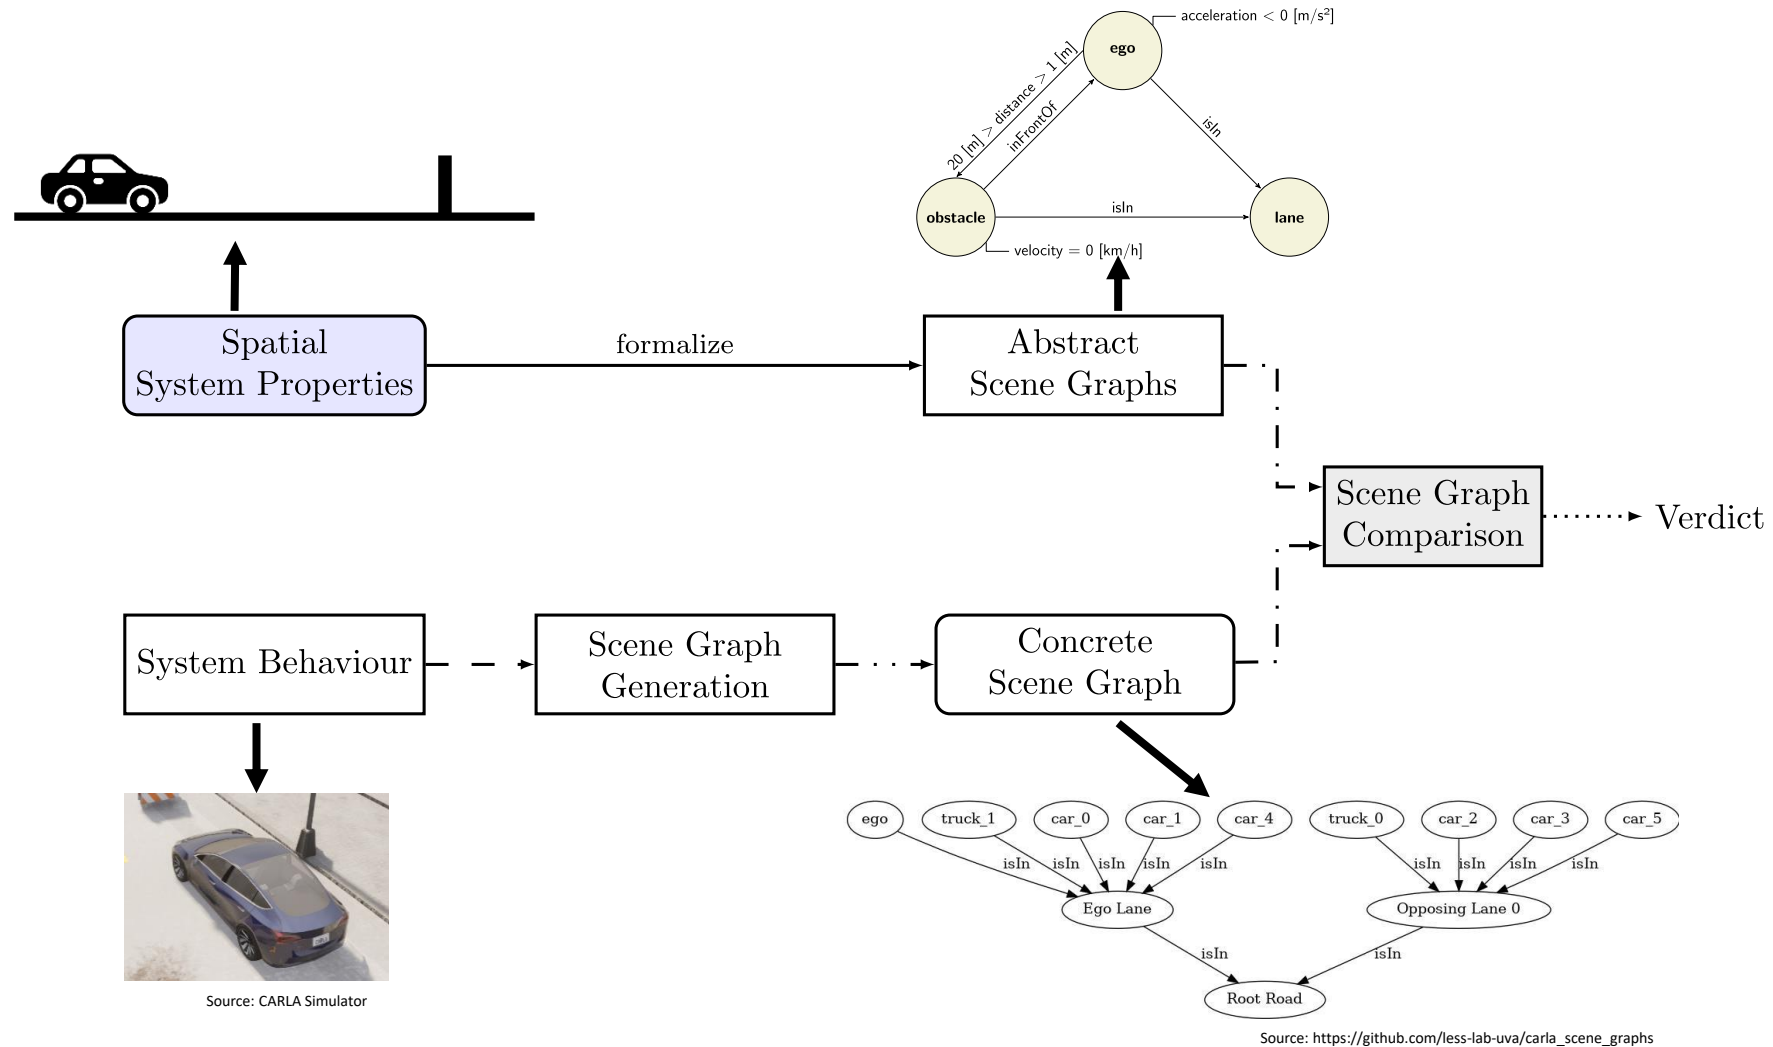 acceleration < 0 [m/s²]
ego
20 [m] > distance > 1 [m]
inFrontOf
isIn
obstacle
isIn
lane
velocity = 0 [km/h]
Spatial
System Properties
formalize
Abstract
Scene Graphs
Scene Graph
Comparison
Verdict
System Behaviour
Scene Graph
Generation
Concrete
Scene Graph
ego
truck_1
car_0
car_1
car_4
truck_0
car_2
car_3
car_5
isIn
isIn
isIn
isIn
isIn
isIn
isIn
isIn
isIn
Ego Lane
Opposing Lane 0
isIn
isIn
Root Road
Source: CARLA Simulator
Source: https://github.com/less-lab-uva/carla_scene_graphs